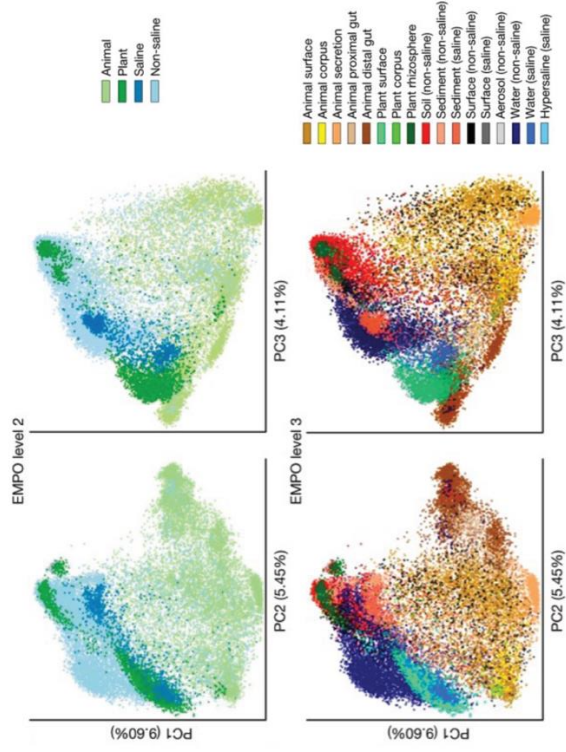 EMPO level 2
PC1 (9.60%)
PC2 (5.45%)
PC3 (4.11%)
Animal
Plant
Saline
Non-saline
EMPO level 3
PC1 (9.60%)
PC2 (5.45%)
PC3 (4.11%)
Animal surface
Animal corpus
Animal secretion
Animal proximal gut
Animal distal gut
Plant surface
Plant corpus
Plant rhizosphere
Soil (non-saline)
Sediment (non-saline)
Sediment (saline)
Surface (non-saline)
Surface (saline)
Aerosol (non-saline)
Water (non-saline)
Water (saline)
Hypersaline (saline)